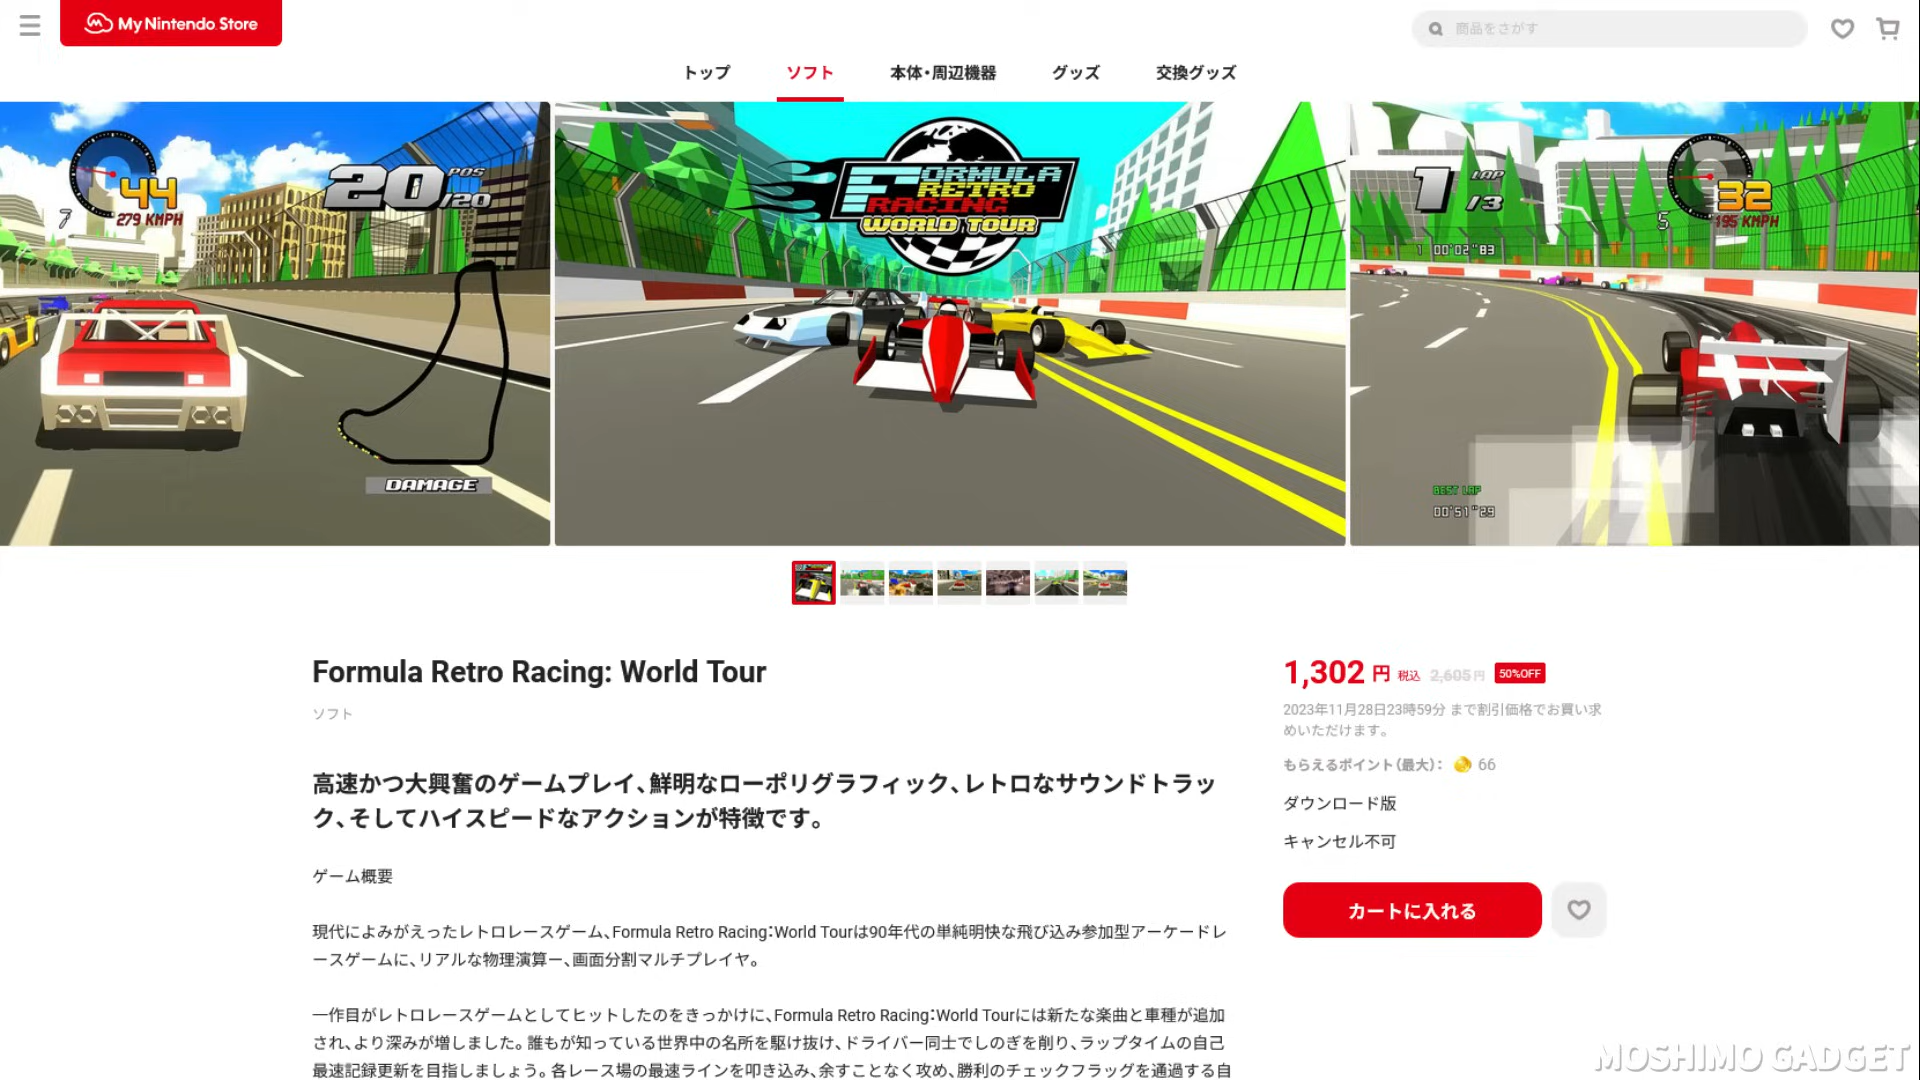 My Nintendo Store
商品をさがす
トップ
ソフト
本体・周辺機器
グッズ
交換グッズ
44
7
279 KMPH
20/20
POS
DAMAGE
FORMULA
RETRO
RACING
WORLD TOUR
1 LAP
/3
1 00'02"83
32
5
195 KMPH
BEST LAP
00'51"29
Formula Retro Racing: World Tour
ソフト
高速かつ大興奮のゲームプレイ、鮮明なローポリグラフィック、レトロなサウンドトラッ
ク、そしてハイスピードなアクションが特徴です。
ゲーム概要
現代によみがえったレトロレースゲーム、Formula Retro Racing：World Tourは90年代の単純明快な飛び込み参加型アーケードレ
ースゲームに、リアルな物理演算ー、画面分割マルチプレイヤ。
一作目がレトロレースゲームとしてヒットしたのをきっかけに、Formula Retro Racing：World Tourには新たな楽曲と車種が追加
され、より深みが増しました。誰もが知っている世界中の名所を駆け抜け、ドライバー同士でしのぎを削り、ラップタイムの自己
最速記録更新を目指しましょう。各レース場の最速ラインを叩き込み、余すことなく攻め、勝利のチェックフラッグを通過する自
1,302 円 税込 2,605円 50%OFF
2023年11月28日23時59分 まで割引価格でお買い求
めいただけます。
もらえるポイント（最大）： 66
ダウンロード版
キャンセル不可
カートに入れる
MOSHIMO GADGET